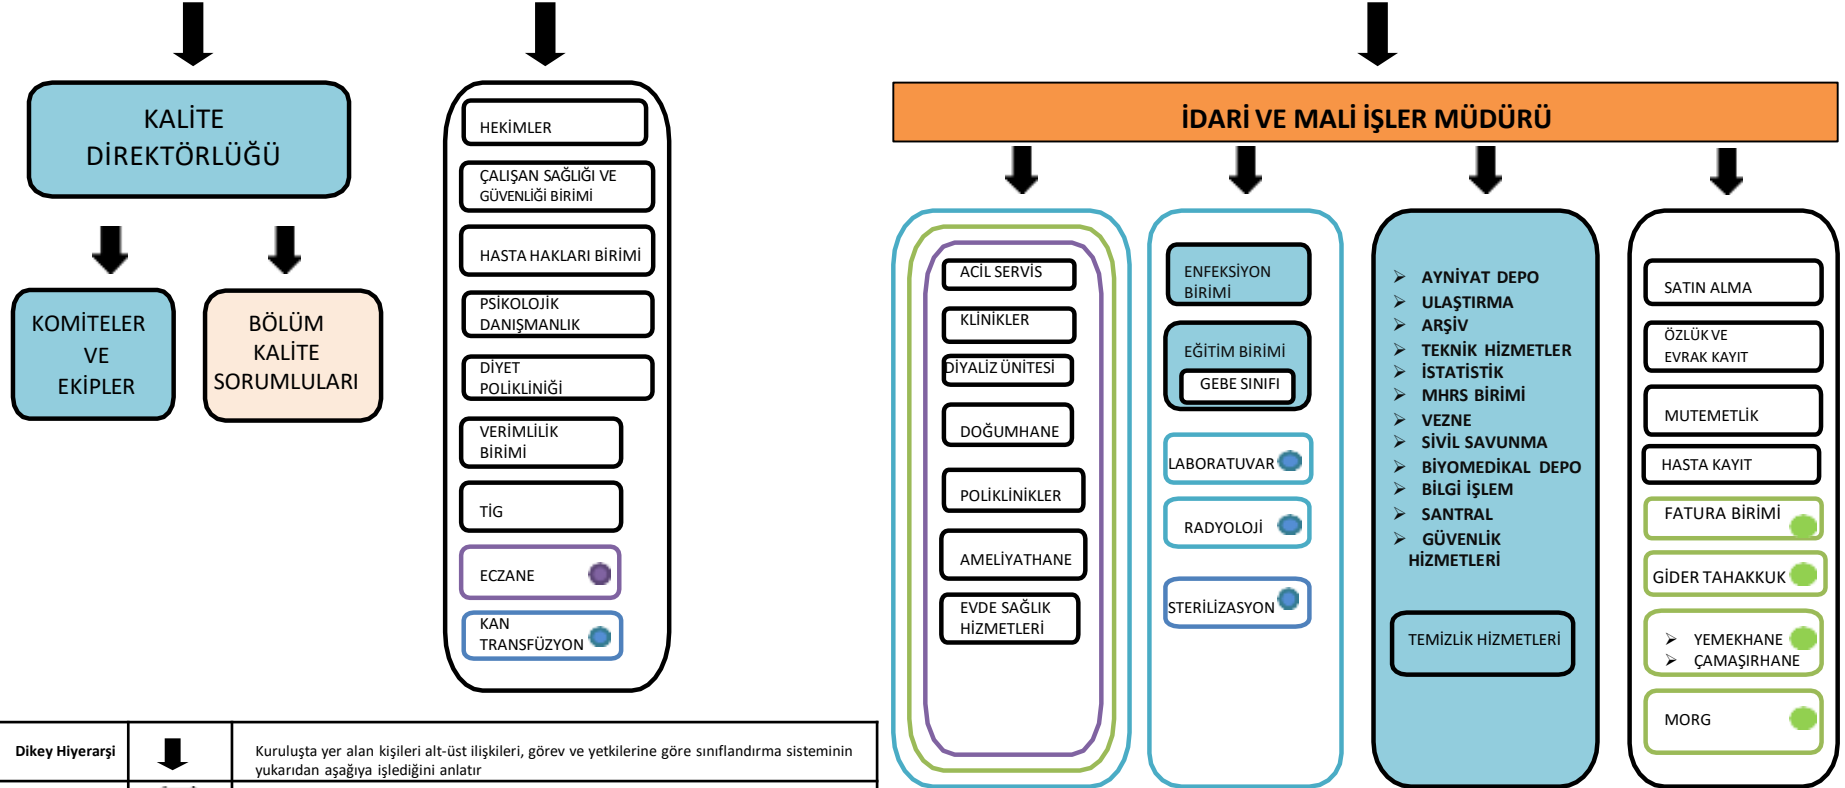 KALİTE
DİREKTÖRLÜĞÜ
KOMİTELER
VE
EKİPLER
BÖLÜM
KALİTE
SORUMLULARI
HEKİMLER
ÇALIŞAN SAĞLIĞI VE
GÜVENLİĞİ BİRİMİ
HASTA HAKLARI BİRİMİ
PSİKOLOJİK
DANIŞMANLIK
DİYET
POLİKLİNİĞİ
VERİMLİLİK
BİRİMİ
TİG
ECZANE
KAN
TRANSFÜZYON
İDARİ VE MALİ İŞLER MÜDÜRÜ
ACİL SERVİS
KLİNİKLER
DİYALİZ ÜNİTESİ
DOĞUMHANE
POLİKLİNİKLER
AMELİYATHANE
EVDE SAĞLIK
HİZMETLERİ
ENFEKSİYON
BİRİMİ
EĞİTİM BİRİMİ
GEBE SINIFI
LABORATUVAR
RADYOLOJİ
STERİLİZASYON
➢ AYNİYAT DEPO
➢ ULAŞTIRMA
➢ ARŞİV
➢ TEKNİK HİZMETLER
➢ İSTATİSTİK
➢ MHRS BİRİMİ
➢ VEZNE
➢ SİVİL SAVUNMA
➢ BİYOMEDİKAL DEPO
➢ BİLGİ İŞLEM
➢ SANTRAL
➢ GÜVENLİK
HİZMETLERİ
TEMİZLİK HİZMETLERİ
SATIN ALMA
ÖZLÜK VE
EVRAK KAYIT
MUTEMETLİK
HASTA KAYIT
FATURA BİRİMİ
GİDER TAHAKKUK
➢ YEMEKHANE
➢ ÇAMAŞIRHANE
MORG
Dikey Hiyerarşi
Kuruluşta yer alan kişileri alt-üst ilişkileri, görev ve yetkilerine göre sınıflandırma sisteminin
yukarıdan aşağıya işlediğini anlatır